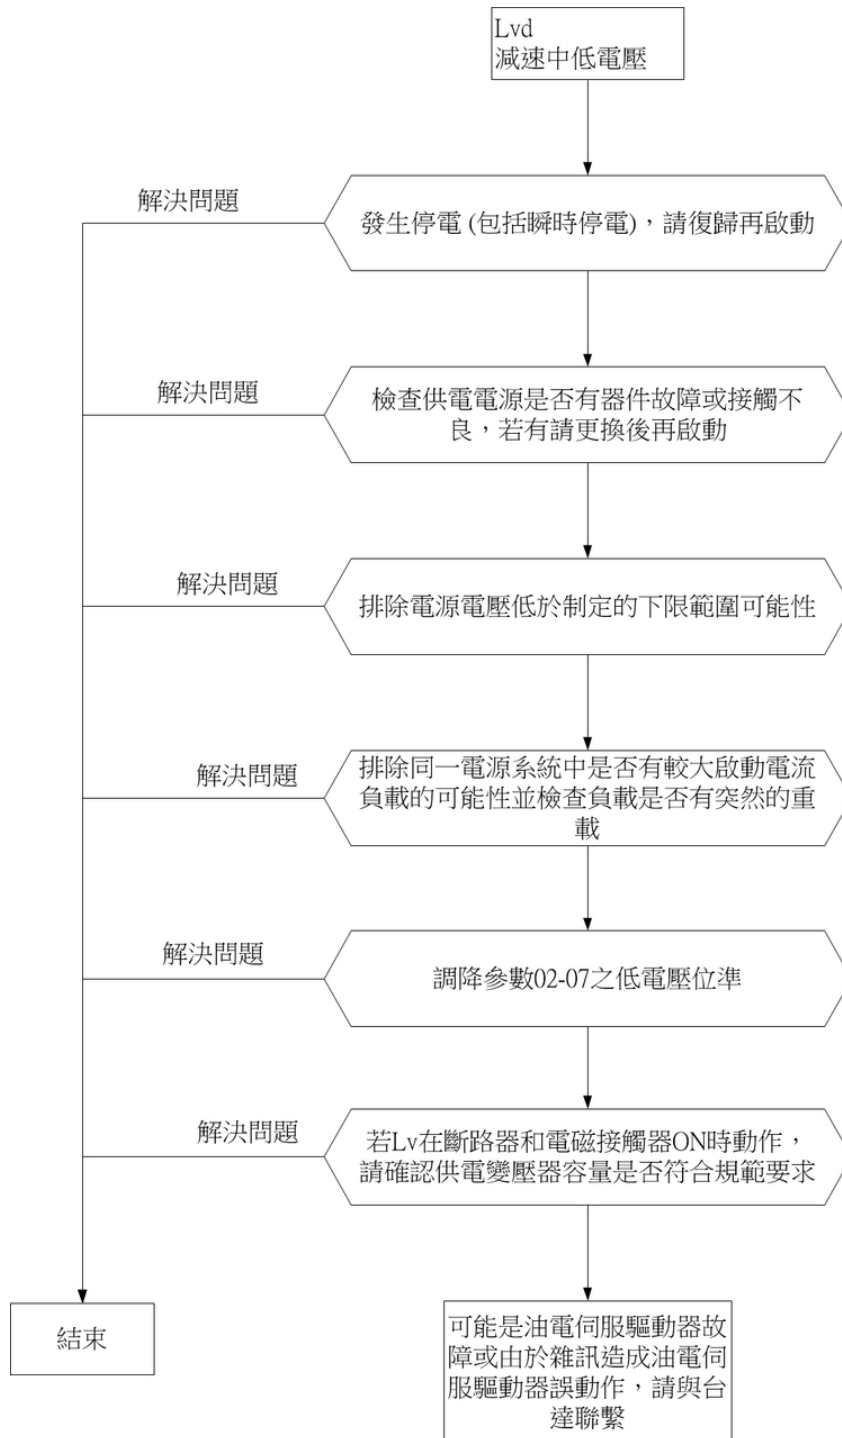 Lvd
減速中低電壓
解決問題
發生停電 (包括瞬時停電)，請復歸再啟動
解決問題
檢查供電電源是否有器件故障或接觸不
良，若有請更換後再啟動
解決問題
排除電源電壓低於制定的下限範圍可能性
解決問題
排除同一電源系統中是否有較大啟動電流
負載的可能性並檢查負載是否有突然的重
載
解決問題
調降參數02-07之低電壓位準
解決問題
若Lv在斷路器和電磁接觸器ON時動作，
請確認供電變壓器容量是否符合規範要求
結束
可能是油電伺服驅動器故
障或由於雜訊造成油電伺
服驅動器誤動作，請與台
達聯繫